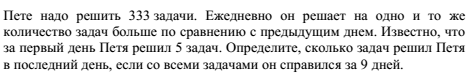 Пете надо решить 333 задачи. Ежедневно он решает на одно и то же
количество задач больше по сравнению с предыдущим днем. Известно, что
за первый день Петя решил 5 задач. Определите, сколько задач решил Петя
в последний день, если со всеми задачами он справился за 9 дней.